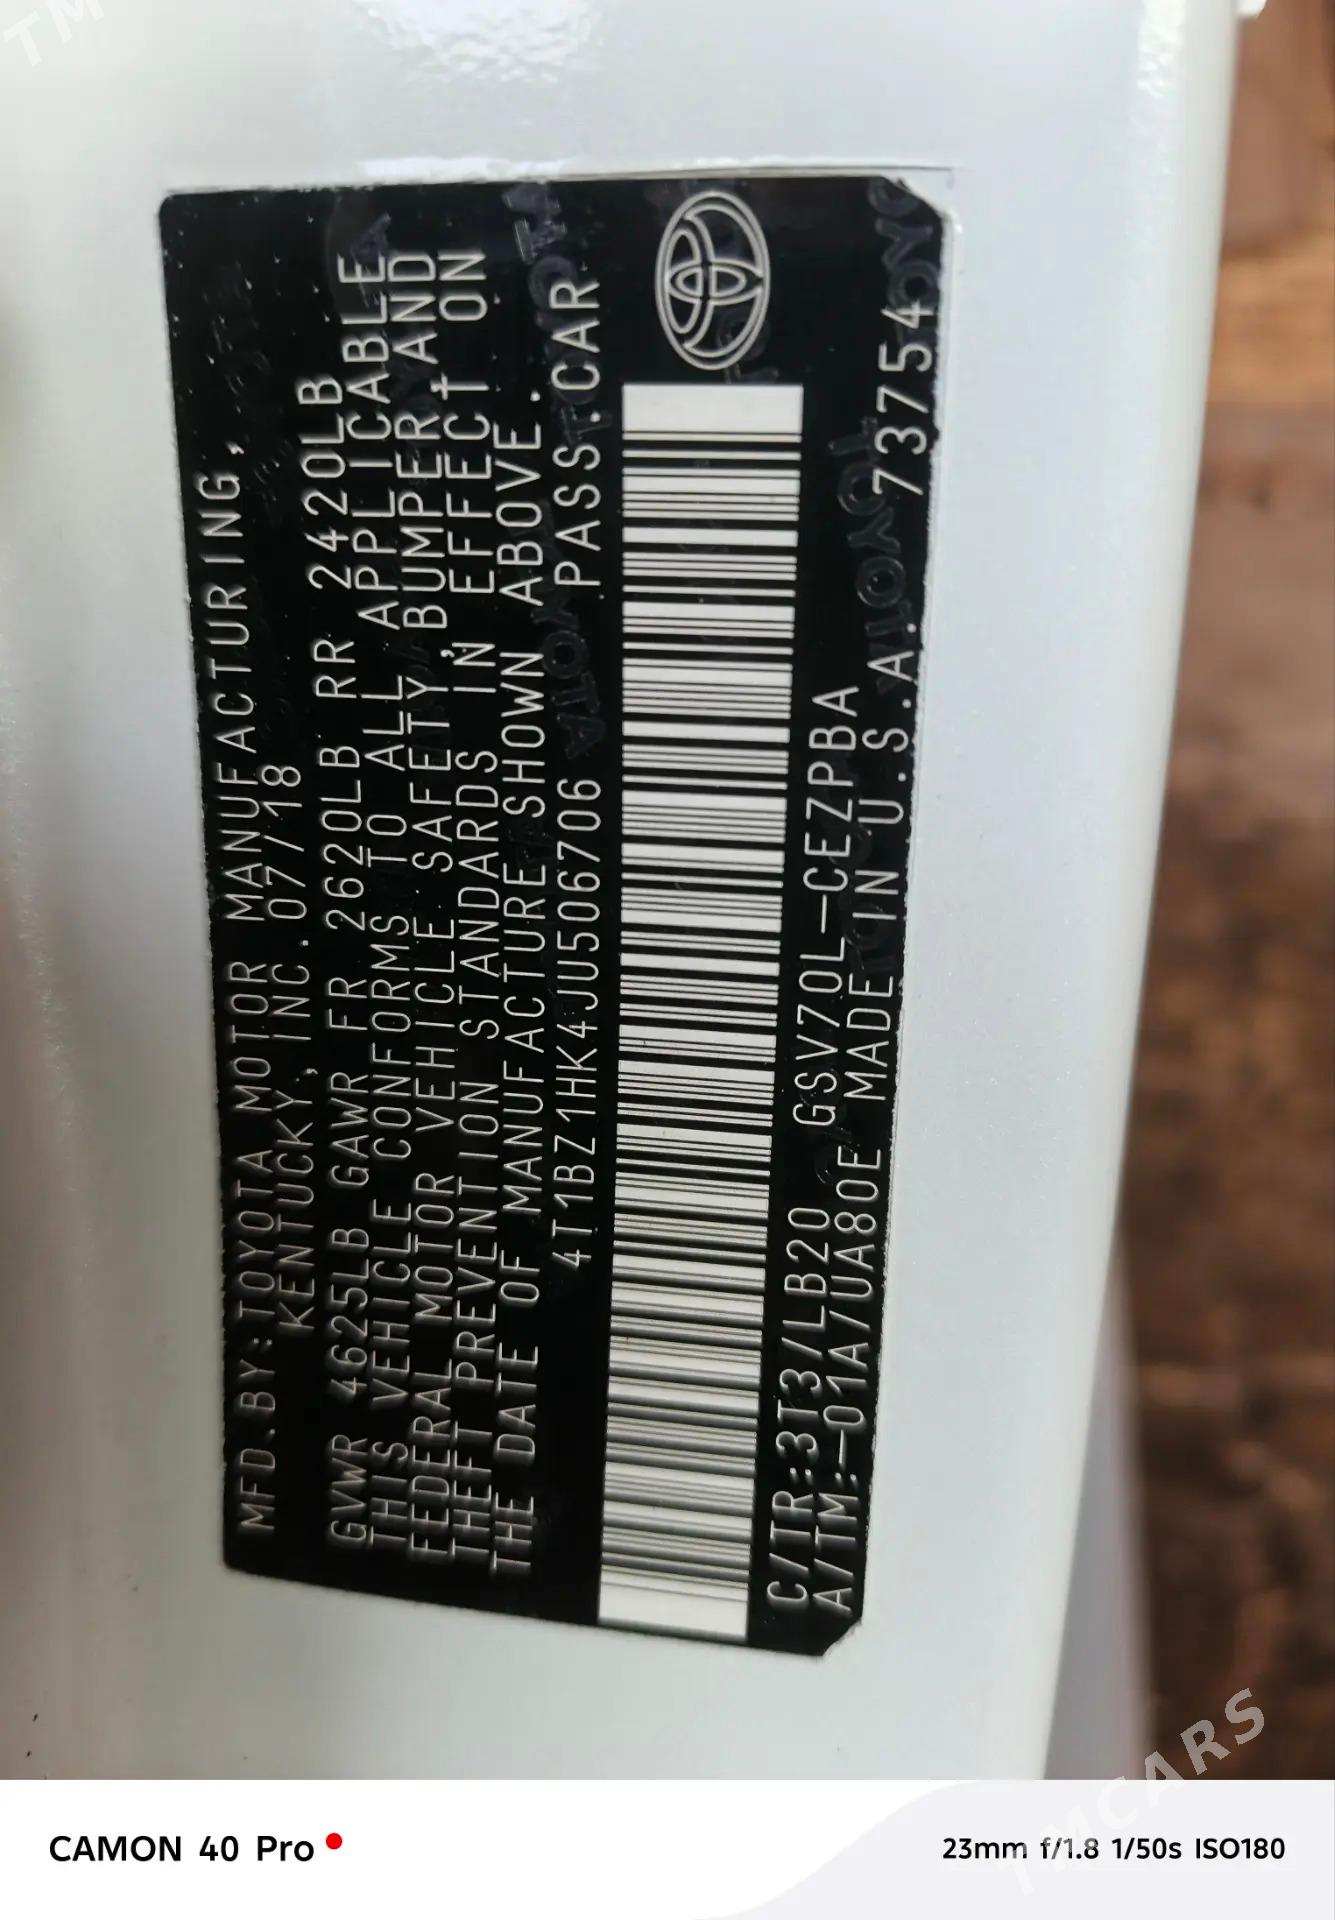 MFD.BY:TOYOTA MOTOR MANUFACTURING,
KENTUCKY, INC. 07/18
GVWR 4625LB GAWR FR 2620LB RR 2420LB
THIS VEHICLE CONFORMS TO ALL APPLICABLE
FEDERAL MOTOR VEHICLE SAFETY, BUMPER AND
THEFT PREVENTION STANDARDS IN EFFECT ON
THE DATE OF MANUFACTURE SHOWN ABOVE.
4T1BZ1HK4JU506706 PASS.CAR
C/TR:3T3/LB20 GSV70L-CEZPBA
A/TM:-01A/UA80E MADE IN U.S.A. 73754
CAMON 40 Pro
23mm f/1.8 1/50s ISO180
TMCARS